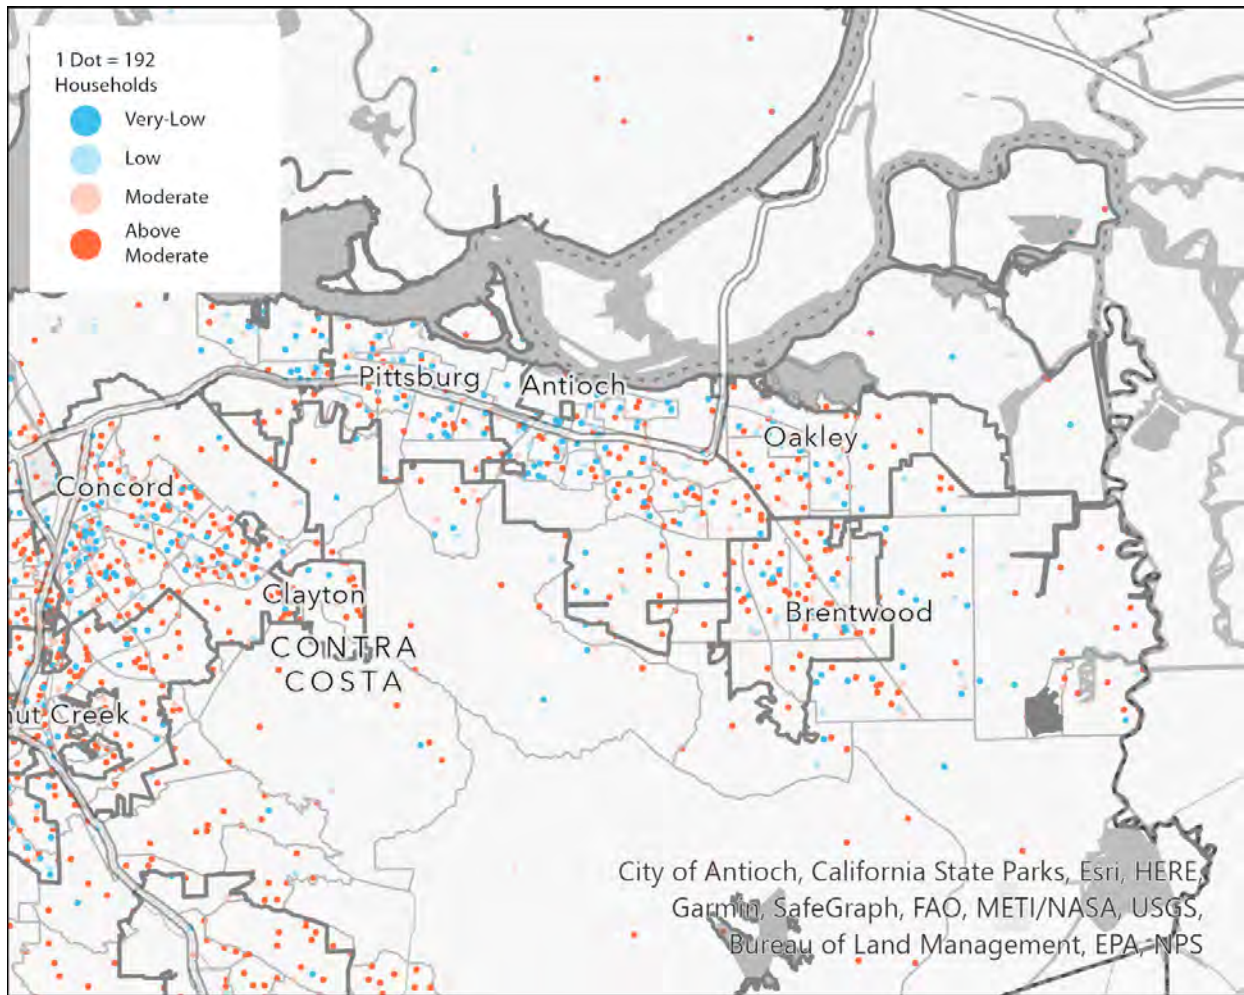 1 Dot = 192
Households
Very-Low
Low
Moderate
Above
Moderate
Pittsburg
Antioch
Oakley
Concord
Clayton
Brentwood
CONTRA
COSTA
nut Creek
City of Antioch, California State Parks, Esri, HERE,
Garmin, SafeGraph, FAO, METI/NASA, USGS,
Bureau of Land Management, EPA, NPS